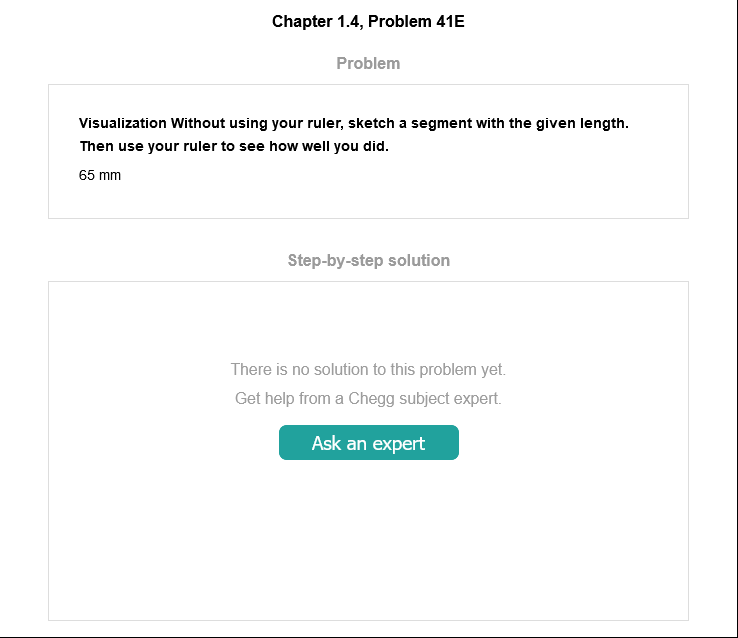 Chapter 1.4, Problem 41E
Problem
Visualization Without using your ruler, sketch a segment with the given length.
Then use your ruler to see how well you did.
65 mm
Step-by-step solution
There is no solution to this problem yet.
Get help from a Chegg subject expert.
Ask an expert